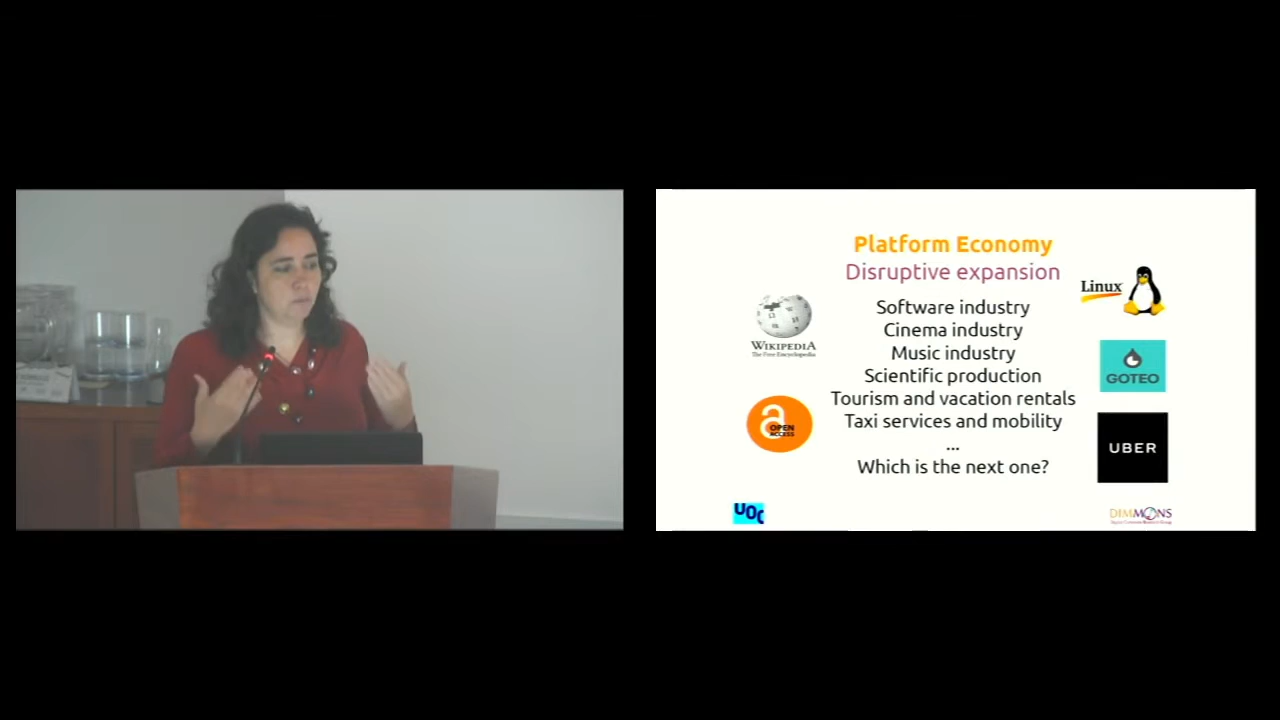 Platform Economy
Disruptive expansion
Software industry
Cinema industry
Music industry
Scientific production
Tourism and vacation rentals
Taxi services and mobility
...
Which is the next one?
WIKIPEDIA
The Free Encyclopedia
a
OPEN
ACCESS
Linux
GOTEO
UBER
UOC
DIMMONS